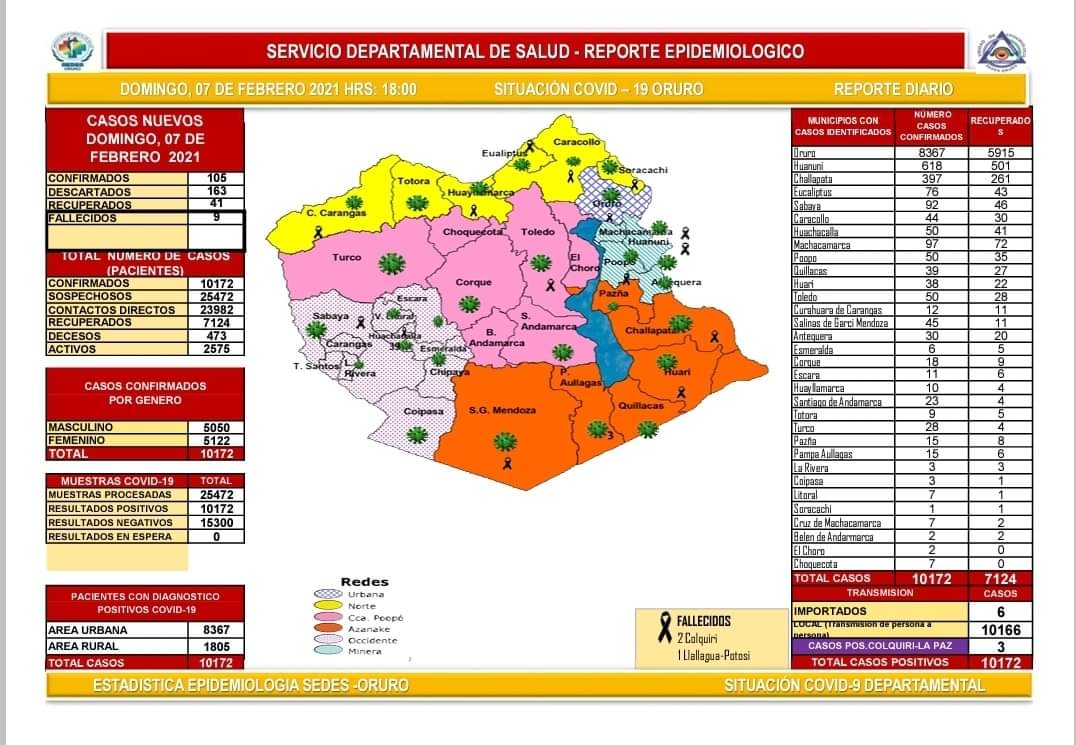 SERVICIO DEPARTAMENTAL DE SALUD - REPORTE EPIDEMIOLOGICO
DOMINGO, 07 DE FEBRERO 2021 HRS: 18:00 SITUACIÓN COVID – 19 ORURO REPORTE DIARIO
CASOS NUEVOS
DOMINGO, 07 DE
FEBRERO 2021
CONFIRMADOS 105
DESCARTADOS 163
RECUPERADOS 41
FALLECIDOS 9
TOTAL NUMERO DE CASOS
(PACIENTES)
CONFIRMADOS 10172
SOSPECHOSOS 25472
CONTACTOS DIRECTOS 23982
RECUPERADOS 7124
DECESOS 473
ACTIVOS 2575
CASOS CONFIRMADOS
POR GENERO
MASCULINO 5050
FEMENINO 5122
TOTAL 10172
MUESTRAS COVID-19 TOTAL
MUESTRAS PROCESADAS 25472
RESULTADOS POSITIVOS 10172
RESULTADOS NEGATIVOS 15300
RESULTADOS EN ESPERA 0
PACIENTES CON DIAGNOSTICO
POSITIVOS COVID-19
AREA URBANA 8367
AREA RURAL 1805
TOTAL CASOS 10172
Caracollo
Eualiptus
Soracachi
Totora
Huayllamarca
Oruro
C. Carangas
Choquecota
Toledo
Machacamarca
Huanuni
Turco
El
Choro
Poopó
Antequera
Corque
Pazña
Escara
Sabaya
V. Litoral
S.
Andamarca
Challapata
Huachacalla
Carangas
39
Esmeralda
B.
Andamarca
T. Santos
L.
Rivera
Chipaya
P.
Aullagas
Huari
Coipasa
S.G. Mendoza
Quillacas
3
Redes
Urbana
Norte
Cca. Poopó
Azanake
Occidente
Minera
FALLECIDOS
2 Colquiri
1 Llallagua-Potosi
MUNICIPIOS CON
CASOS IDENTIFICADOS
NÚMERO
CASOS
CONFIRMADOS
RECUPERADO
S
Oruro 8367 5915
Huanuni 618 501
Challapata 397 261
Eucaliptus 76 43
Sabaya 92 46
Caracollo 44 30
Huachacalla 50 41
Machacamarca 97 72
Poopo 50 35
Quillacas 39 27
Huari 38 22
Toledo 50 28
Curahuara de Carangas 12 11
Salinas de Garci Mendoza 45 11
Antequera 30 20
Esmeralda 6 5
Corque 18 9
Escara 11 6
Huayllamarca 10 4
Santiago de Andamarca 23 4
Totora 9 5
Turco 28 4
Pazña 15 8
Pampa Aullagas 15 6
La Rivera 3 3
Coipasa 3 1
Litoral 7 1
Soracachi 1 1
Cruz de Machacamarca 7 2
Belen de Andarmarca 2 2
El Choro 2 0
Choquecota 7 0
TOTAL CASOS 10172 7124
TRANSMISION CASOS
IMPORTADOS 6
LOCAL (Transmision de persona a
persona) 10166
CASOS POS.COLQUIRI-LA PAZ 3
TOTAL CASOS POSITIVOS 10172
ESTADISTICA EPIDEMIOLOGIA SEDES -ORURO SITUACIÓN COVID-9 DEPARTAMENTAL